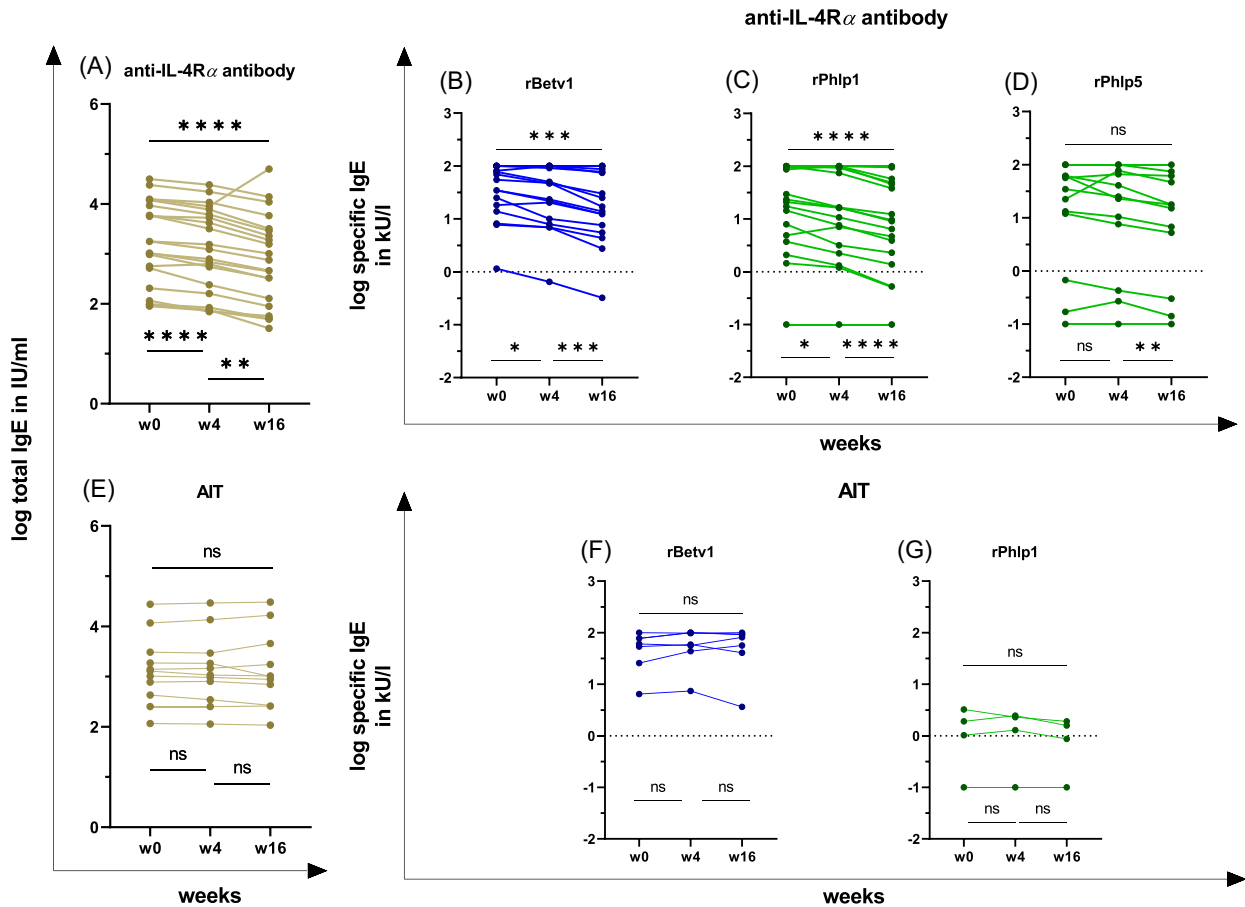 anti-IL-4Rα antibody
(A) anti-IL-4Rα antibody
log total IgE in IU/ml
6
4
2
0
✱✱✱✱
✱✱✱✱
✱✱
w0 w4 w16
(B) rBetv1
log specific IgE
in kU/l
3
2
1
0
-1
-2
✱✱✱
✱ ✱✱✱
w0 w4 w16
(C) rPhlp1
3
2
1
0
-1
-2
✱✱✱✱
✱ ✱✱✱✱
w0 w4 w16
(D) rPhlp5
3
2
1
0
-1
-2
ns
ns ✱✱
w0 w4 w16
weeks
(E) AIT
6
4
2
0
ns
ns ns
w0 w4 w16
weeks
AIT
(F) rBetv1
log specific IgE
in kU/l
3
2
1
0
-1
-2
ns
ns ns
w0 w4 w16
(G) rPhlp1
3
2
1
0
-1
-2
ns
ns ns
w0 w4 w16
weeks